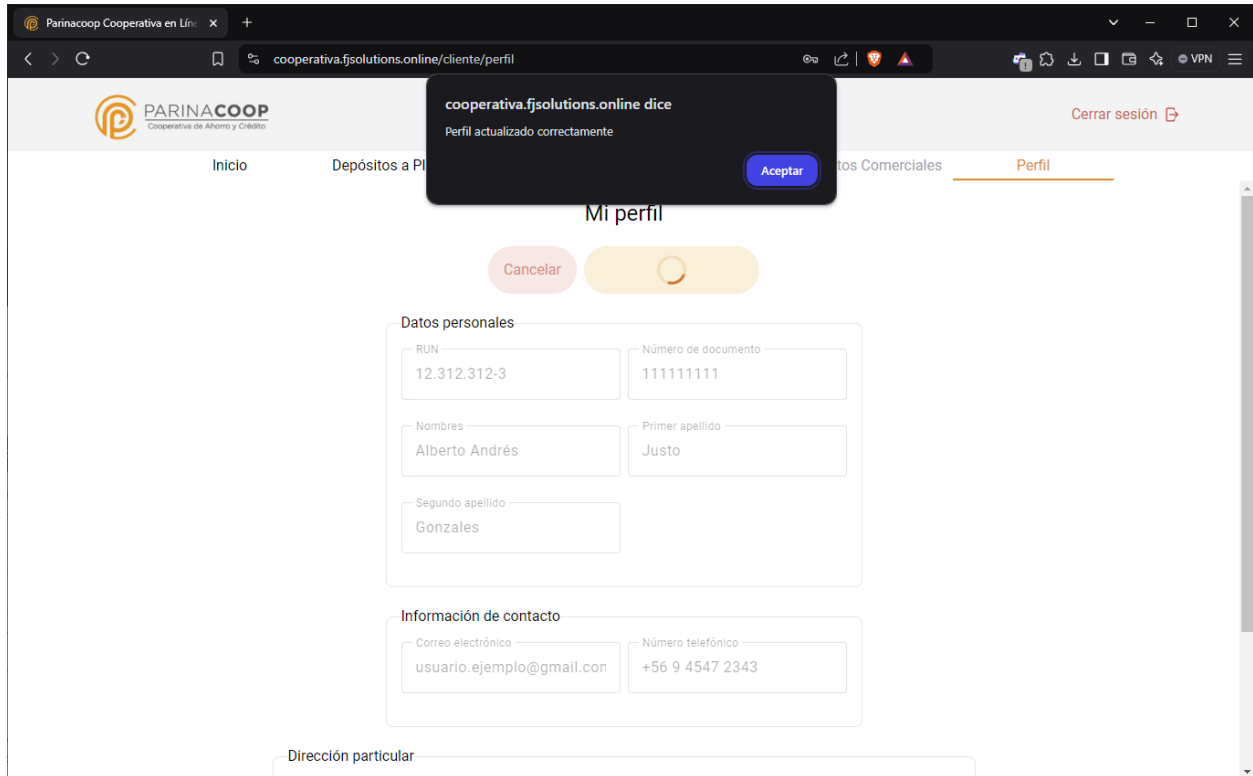 Parinacoop Cooperativa en Líne
cooperativa.fjsolutions.online/cliente/perfil
VPN
PARINACOOP
Cooperativa de Ahorro y Crédito
cooperativa.fjsolutions.online dice
Perfil actualizado correctamente
Aceptar
Cerrar sesión
Inicio
Depósitos a Pl
tos Comerciales
Perfil
Mi perfil
Cancelar
Datos personales
RUN
12.312.312-3
Número de documento
111111111
Nombres
Alberto Andrés
Primer apellido
Justo
Segundo apellido
Gonzales
Información de contacto
Correo electrónico
usuario.ejemplo@gmail.con
Número telefónico
+56 9 4547 2343
Dirección particular